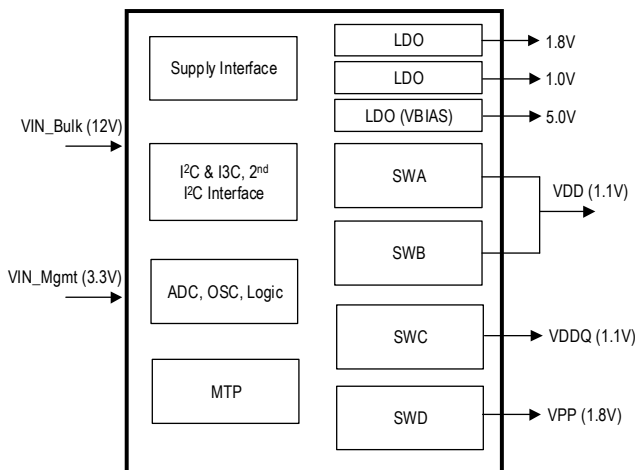 VIN_Bulk (12V)
VIN_Mgmt (3.3V)
Supply Interface
I²C & I3C, 2nd
I²C Interface
ADC, OSC, Logic
MTP
LDO
LDO
LDO (VBIAS)
SWA
SWB
SWC
SWD
1.8V
1.0V
5.0V
VDD (1.1V)
VDDQ (1.1V)
VPP (1.8V)